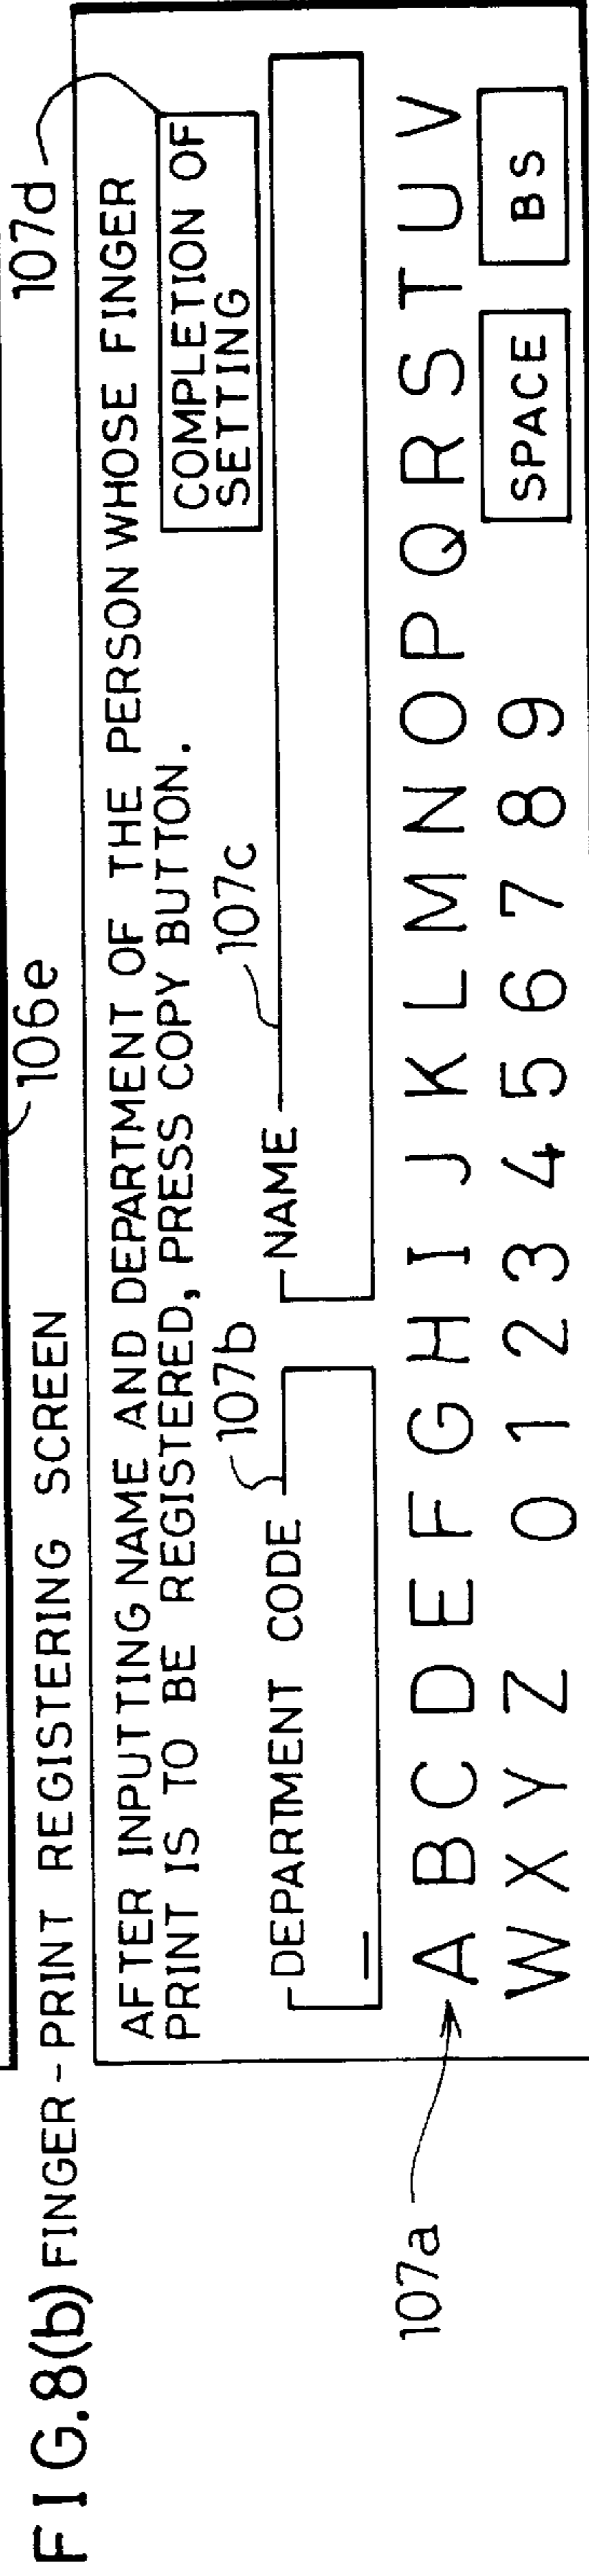 106e
107d
FIG.8(b) FINGER-PRINT REGISTERING SCREEN
AFTER INPUTTING NAME AND DEPARTMENT OF THE PERSON WHOSE FINGER
PRINT IS TO BE REGISTERED, PRESS COPY BUTTON.
COMPLETION OF
SETTING
107b
107c
DEPARTMENT CODE
NAME
107a
A B C D E F G H I J K L M N O P Q R S T U V
W X Y Z 0 1 2 3 4 5 6 7 8 9 SPACE BS